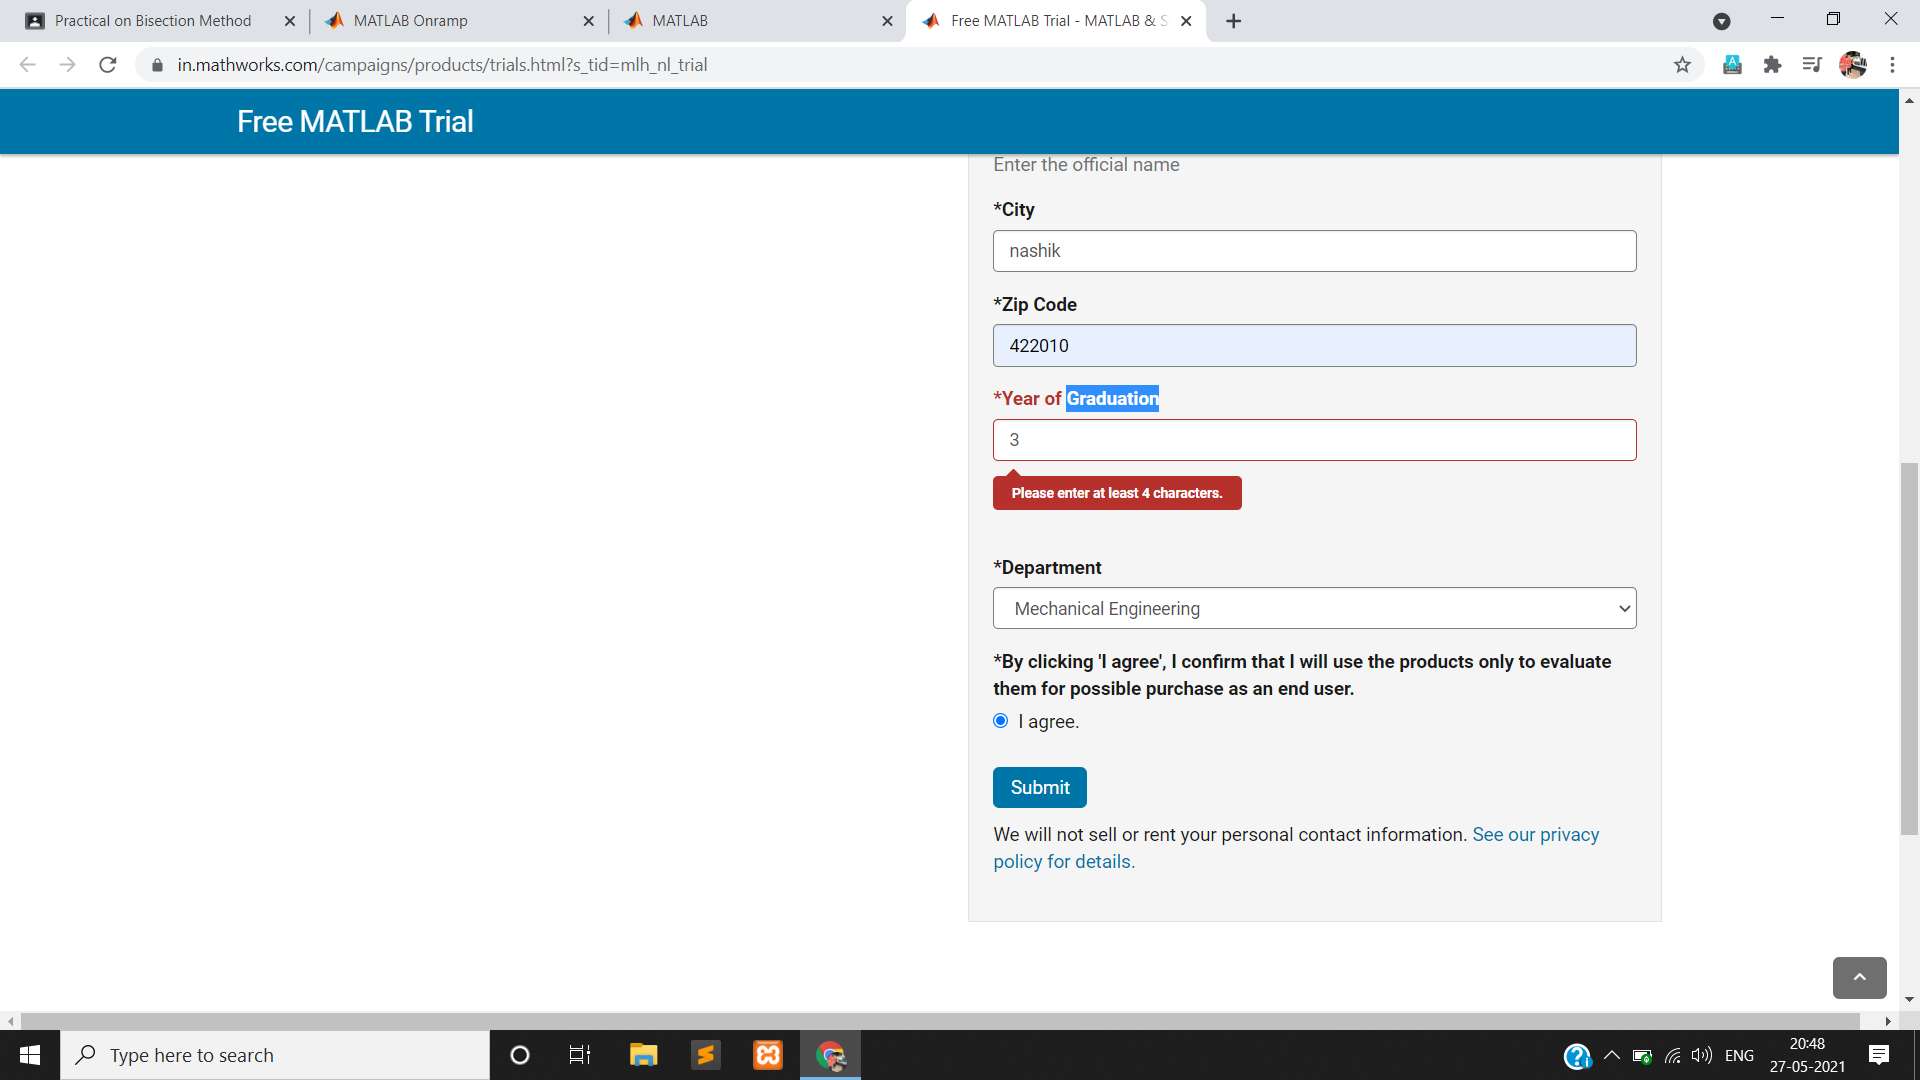 Practical on Bisection Method
MATLAB Onramp
MATLAB
Free MATLAB Trial - MATLAB & S
in.mathworks.com/campaigns/products/trials.html?s_tid=mlh_nl_trial
Free MATLAB Trial
Enter the official name
*City
nashik
*Zip Code
422010
*Year of Graduation
3
Please enter at least 4 characters.
*Department
Mechanical Engineering
*By clicking 'I agree', I confirm that I will use the products only to evaluate
them for possible purchase as an end user.
I agree.
Submit
We will not sell or rent your personal contact information. See our privacy
policy for details.
Type here to search
ENG
20:48
27-05-2021